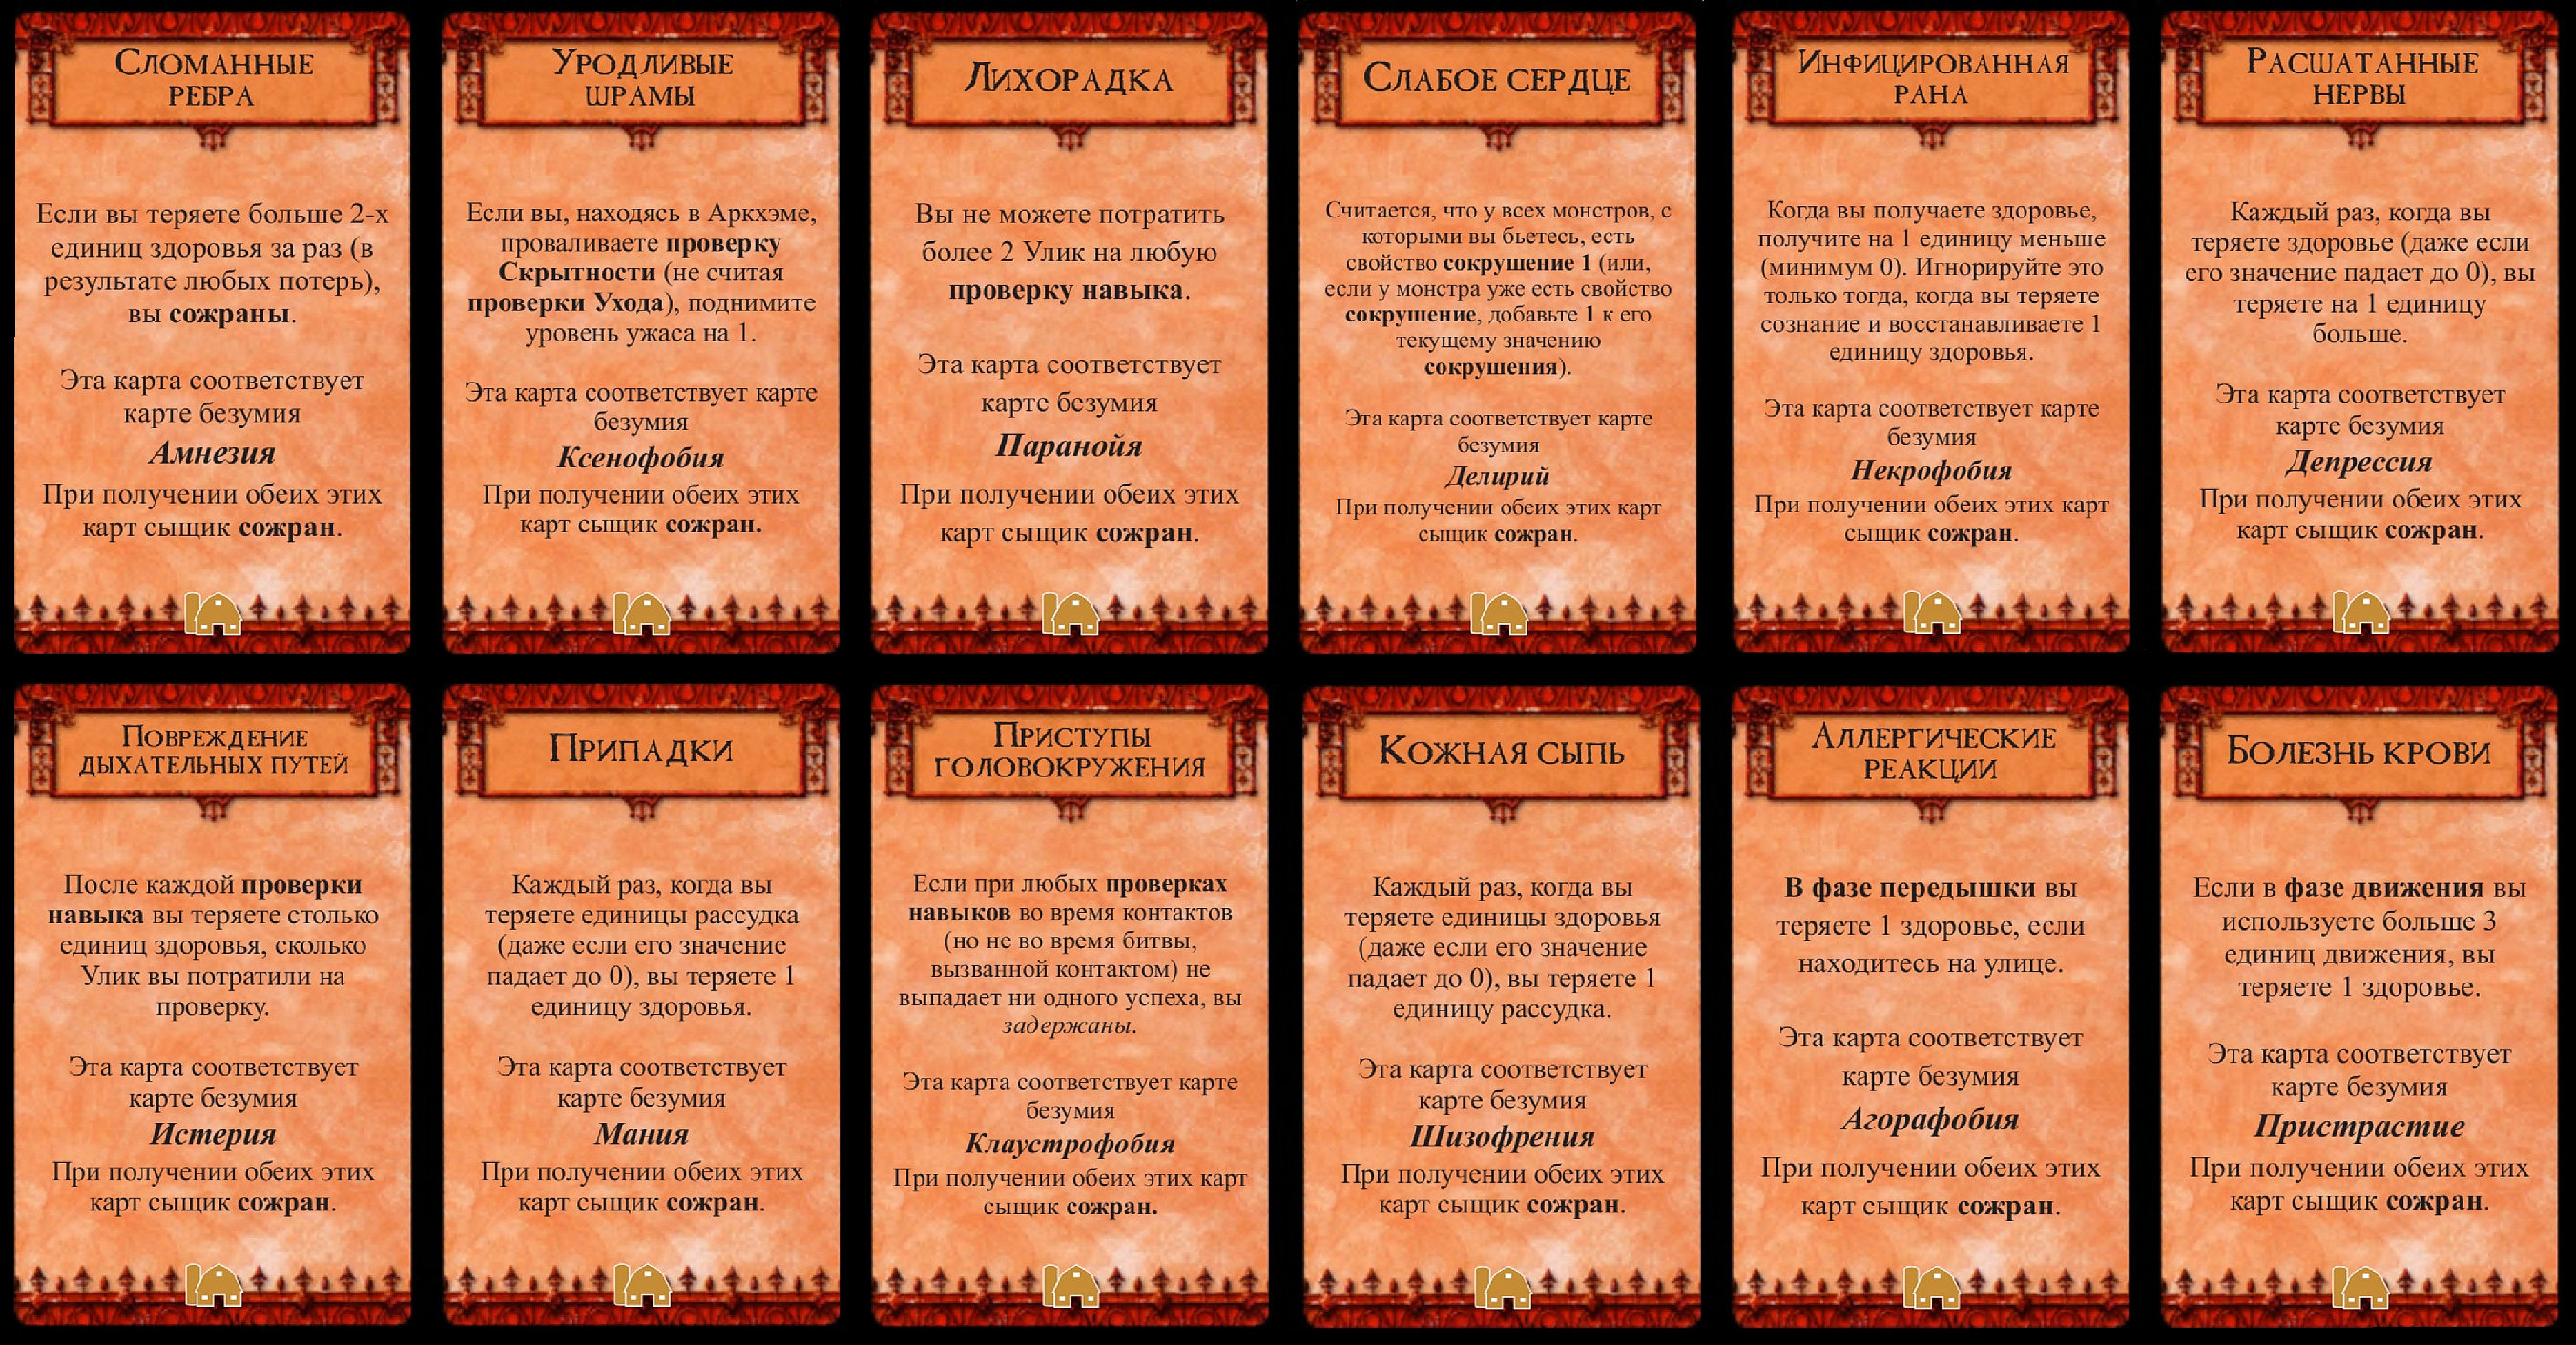 Сломанные
ребра
Если вы теряете больше 2-х
единиц здоровья за раз (в
результате любых потерь),
вы сожраны.
Эта карта соответствует
карте безумия
Амнезия
При получении обеих этих
карт сыщик сожран.
Уродливые
шрамы
Если вы, находясь в Аркхэме,
проваливаете проверку
Скрытности (не считая
проверки Ухода), поднимите
уровень ужаса на 1.
Эта карта соответствует карте
безумия
Ксенофобия
При получении обеих этих
карт сыщик сожран.
Лихорадка
Вы не можете потратить
более 2 Улик на любую
проверку навыка.
Эта карта соответствует
карте безумия
Паранойя
При получении обеих этих
карт сыщик сожран.
Слабое сердце
Считается, что у всех монстров, с
которыми вы бьетесь, есть
свойство сокрушение 1 (или,
если у монстра уже есть свойство
сокрушение, добавьте 1 к его
текущему значению
сокрушения).
Эта карта соответствует карте
безумия
Делирий
При получении обеих этих карт
сыщик сожран.
Инфицированная
рана
Когда вы получаете здоровье,
получите на 1 единицу меньше
(минимум 0). Игнорируйте это
только тогда, когда вы теряете
сознание и восстанавливаете 1
единицу здоровья.
Эта карта соответствует карте
безумия
Некрофобия
При получении обеих этих карт
сыщик сожран.
Расшатанные
нервы
Каждый раз, когда вы
теряете здоровье (даже если
его значение падает до 0), вы
теряете на 1 единицу
больше.
Эта карта соответствует
карте безумия
Депрессия
При получении обеих этих
карт сыщик сожран.
Повреждение
дыхательных путей
После каждой проверки
навыка вы теряете столько
единиц здоровья, сколько
Улик вы потратили на
проверку.
Эта карта соответствует
карте безумия
Истерия
При получении обеих этих
карт сыщик сожран.
Припадки
Каждый раз, когда вы
теряете единицы рассудка
(даже если его значение
падает до 0), вы теряете 1
единицу здоровья.
Эта карта соответствует
карте безумия
Мания
При получении обеих этих
карт сыщик сожран.
Приступы
головокружения
Если при любых проверках
навыков во время контактов
(но не во время битвы,
вызванной контактом) не
выпадает ни одного успеха, вы
задержаны.
Эта карта соответствует карте
безумия
Клаустрофобия
При получении обеих этих карт
сыщик сожран.
Кожная сыпь
Каждый раз, когда вы
теряете единицы здоровья
(даже если его значение
падает до 0), вы теряете 1
единицу рассудка.
Эта карта соответствует
карте безумия
Шизофрения
При получении обеих этих
карт сыщик сожран.
Аллергические
реакции
В фазе передышки вы
теряете 1 здоровье, если
находитесь на улице.
Эта карта соответствует
карте безумия
Агорафобия
При получении обеих этих
карт сыщик сожран.
Болезнь крови
Если в фазе движения вы
используете больше 3
единиц движения, вы
теряете 1 здоровье.
Эта карта соответствует
карте безумия
Пристрастие
При получении обеих этих
карт сыщик сожран.